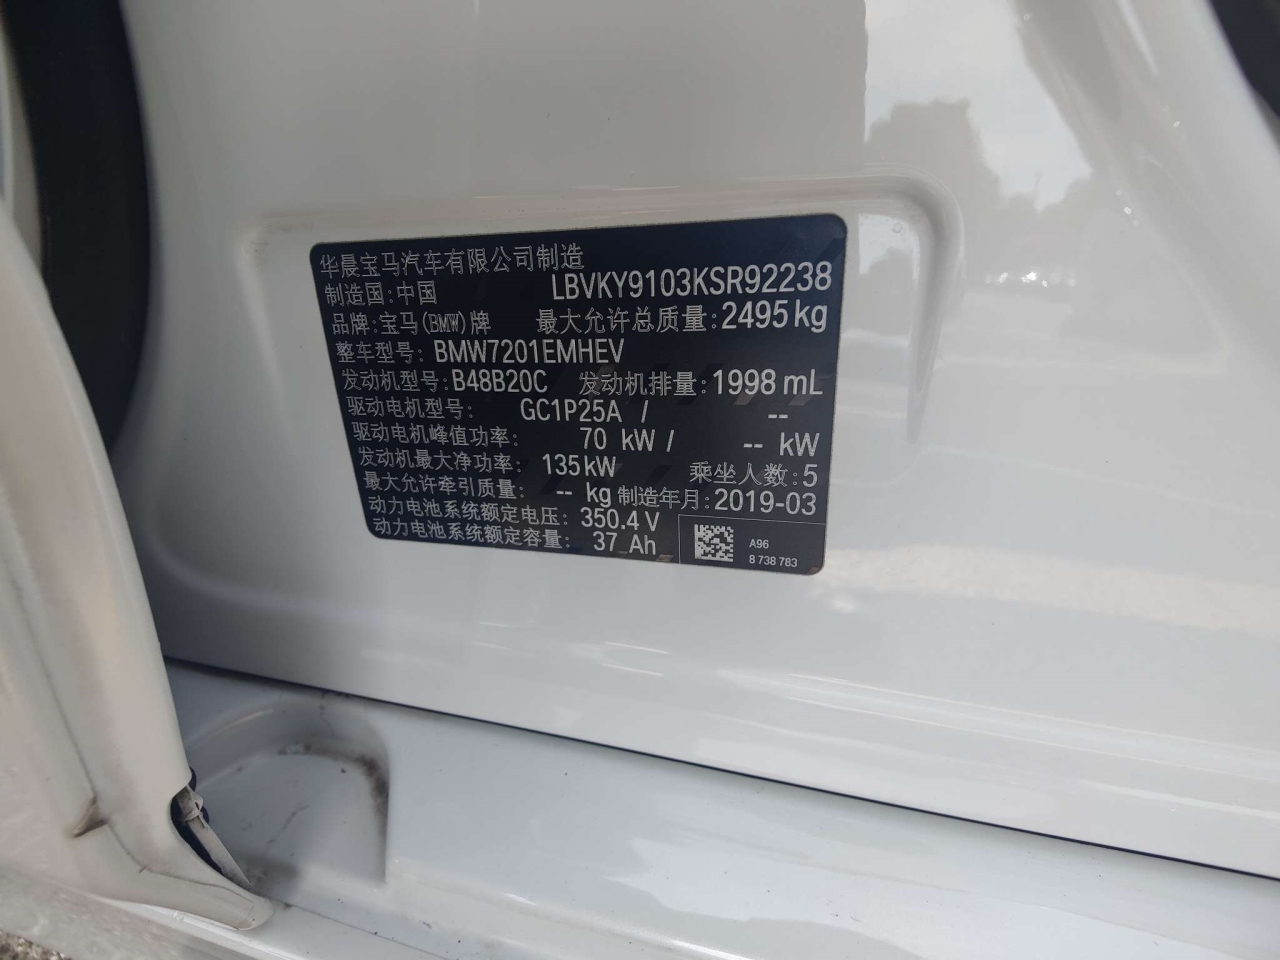 华晨宝马汽车有限公司制造
制造国:中国 LBVKY9103KSR92238
品牌:宝马(BMW)牌 最大允许总质量:2495kg
整车型号:BMW7201EMHEV
发动机型号:B48B20C 发动机排量:1998 mL
驱动电机型号: GC1P25A / --
驱动电机峰值功率: 70 kW / -- kW
发动机最大净功率: 135kW 乘坐人数:5
最大允许牵引质量: -- kg 制造年月:2019-03
动力电池系统额定电压: 350.4 V
动力电池系统额定容量: 37 Ah
A96
8 738 783